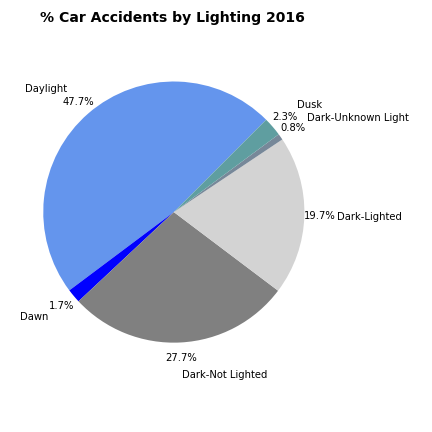 % Car Accidents by Lighting 2016
Daylight
47.7%
Dusk
2.3%
Dark-Unknown Light
0.8%
19.7%
Dark-Lighted
1.7%
Dawn
27.7%
Dark-Not Lighted